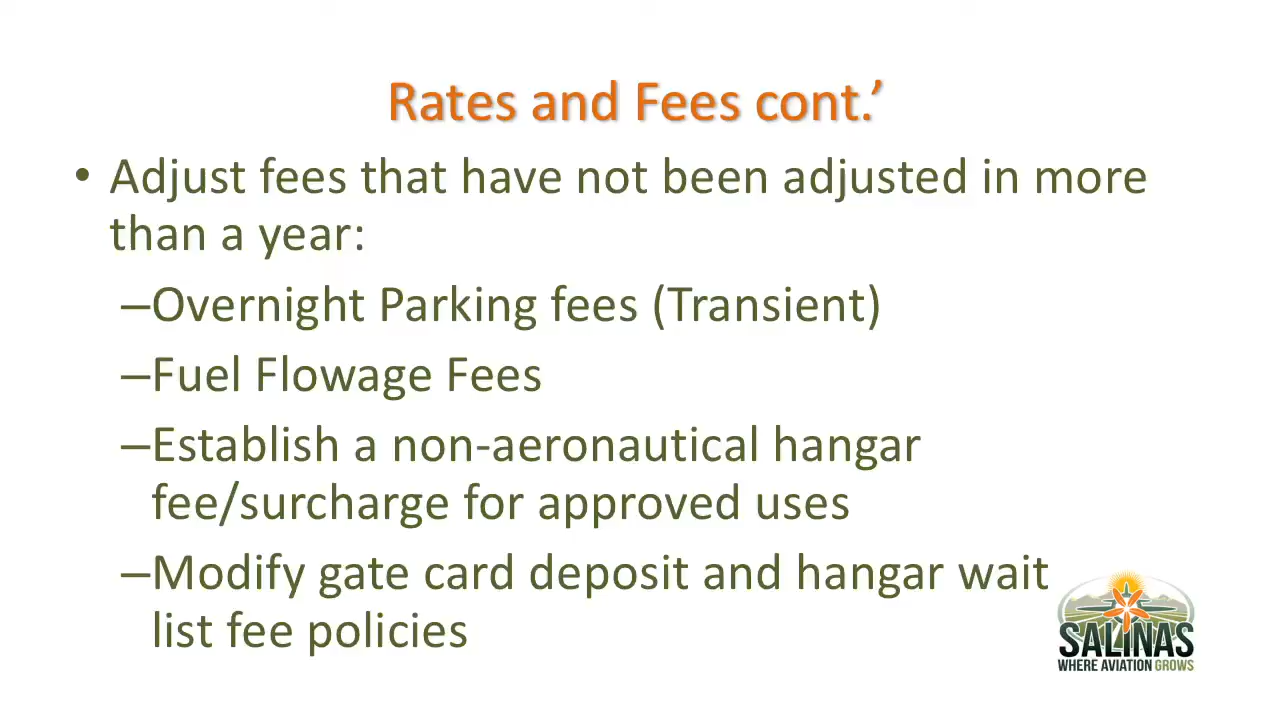 Rates and Fees cont.’
• Adjust fees that have not been adjusted in more
than a year:
–Overnight Parking fees (Transient)
–Fuel Flowage Fees
–Establish a non-aeronautical hangar
fee/surcharge for approved uses
–Modify gate card deposit and hangar wait
list fee policies
SALINAS
WHERE AVIATION GROWS